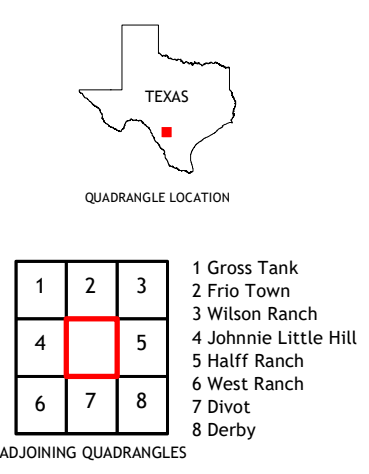 TEXAS
QUADRANGLE LOCATION
1 2 3
4 5
6 7 8
1 Gross Tank
2 Frio Town
3 Wilson Ranch
4 Johnnie Little Hill
5 Halff Ranch
6 West Ranch
7 Divot
8 Derby
ADJOINING QUADRANGLES